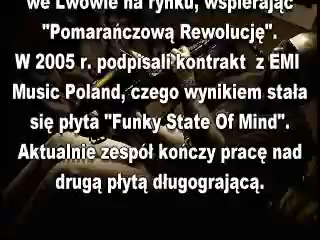 we Lwowie na rynku, wspierając
"Pomarańczową Rewolucję".
W 2005 r. podpisali kontrakt z EMI
Music Poland, czego wynikiem stała
się płyta "Funky State Of Mind".
Aktualnie zespół kończy pracę nad
drugą płytą długogrającą.